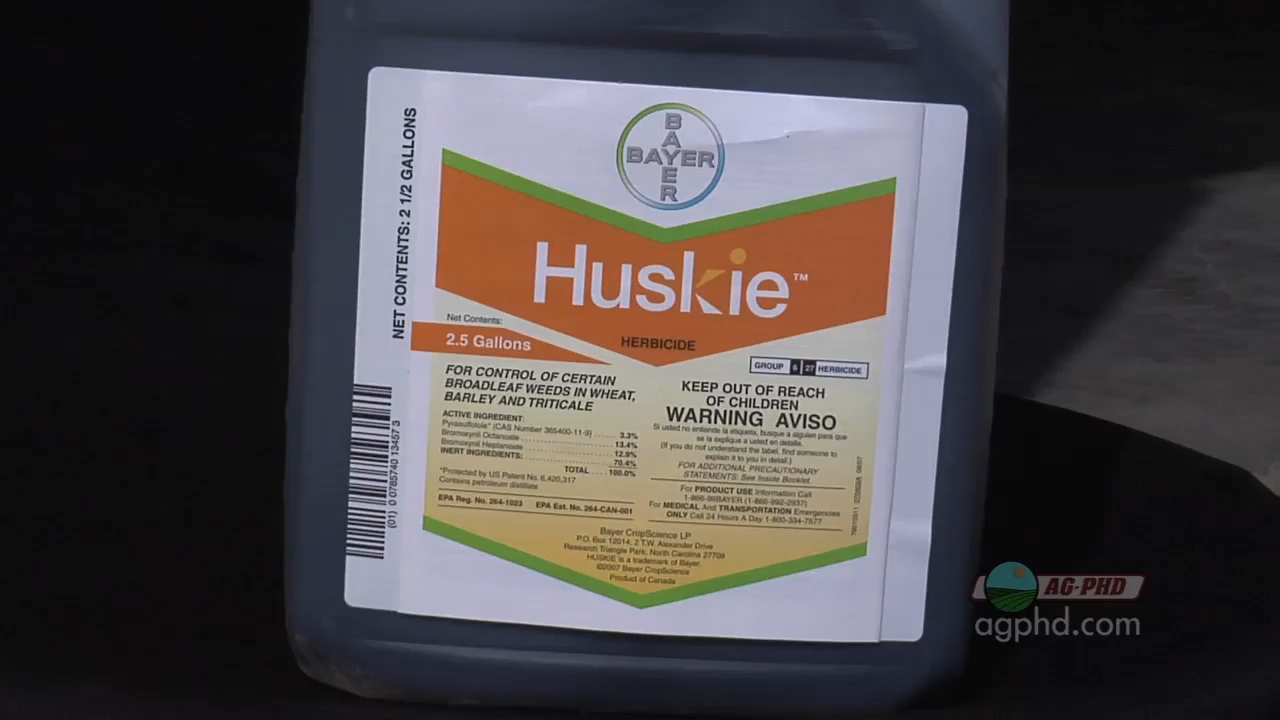 BAYER
BAYER
Huskie™
HERBICIDE
NET CONTENTS: 2 1/2 GALLONS
Net Contents:
2.5 Gallons
GROUP 6 27 HERBICIDE
FOR CONTROL OF CERTAIN
BROADLEAF WEEDS IN WHEAT,
BARLEY AND TRITICALE
ACTIVE INGREDIENT:
Pyrasulfotole* (CAS Number 365400-11-9) 3.3%
Bromoxynil Octanoate 13.4%
Bromoxynil Heptanoate 12.9%
INERT INGREDIENTS: 70.4%
TOTAL 100.0%
*Protected by US Patent No. 6,420,317
Contains petroleum distillate
EPA Reg. No. 264-1023 EPA Est. No. 264-CAN-001
KEEP OUT OF REACH
OF CHILDREN
WARNING AVISO
Si usted no entiende la etiqueta, busque a alguien para que
se la explique a usted en detalle.
(If you do not understand the label, find someone to
explain it to you in detail.)
FOR ADDITIONAL PRECAUTIONARY
STATEMENTS: See Inside Booklet.
For PRODUCT USE Information Call
1-866-99BAYER (1-866-992-2937)
For MEDICAL And TRANSPORTATION Emergencies
ONLY Call 24 Hours A Day 1-800-334-7577
Bayer CropScience LP
P.O. Box 12014, 2 T.W. Alexander Drive
Research Triangle Park, North Carolina 27709
HUSKIE is a trademark of Bayer.
©2007 Bayer CropScience
Product of Canada
(01) 0 0785740 13457 3
AG·PHD
agphd.com